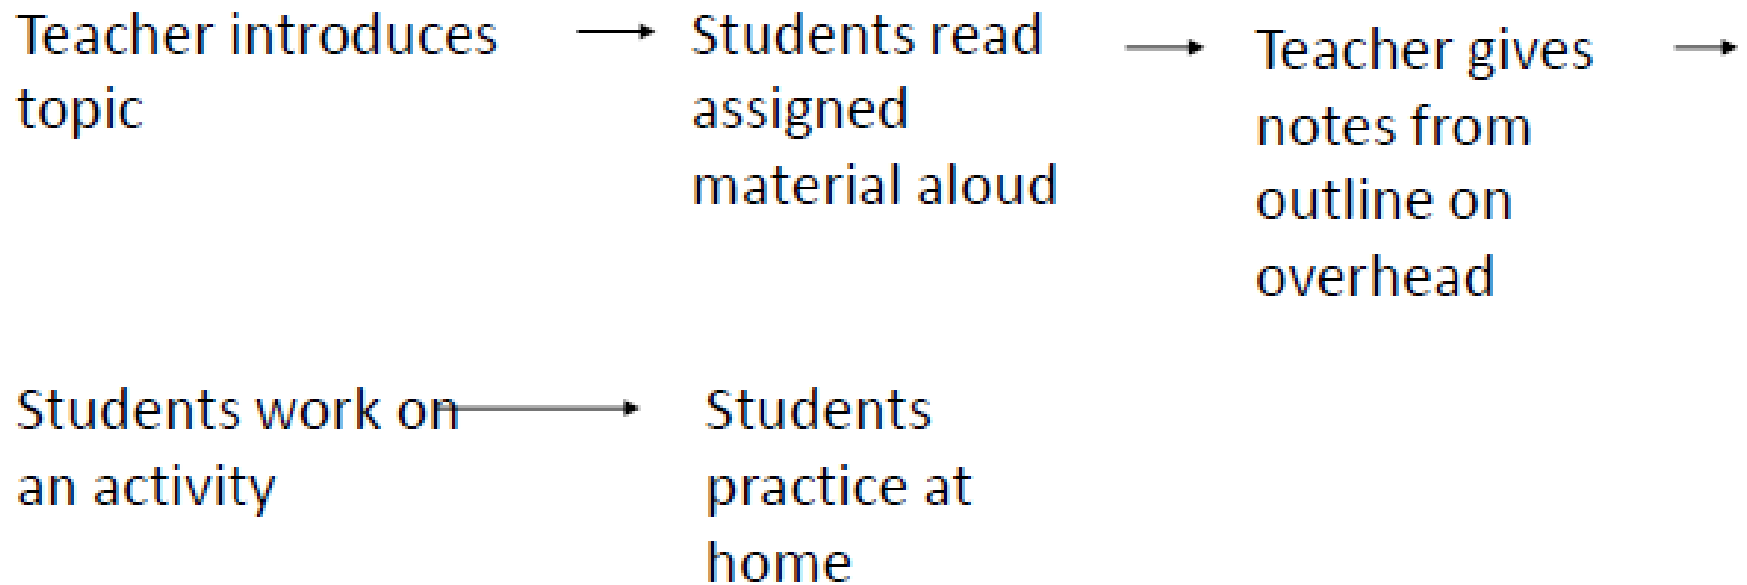 Teacher introduces
topic
Students read
assigned
material aloud
Teacher gives
notes from
outline on
overhead
Students work on
an activity
Students
practice at
home